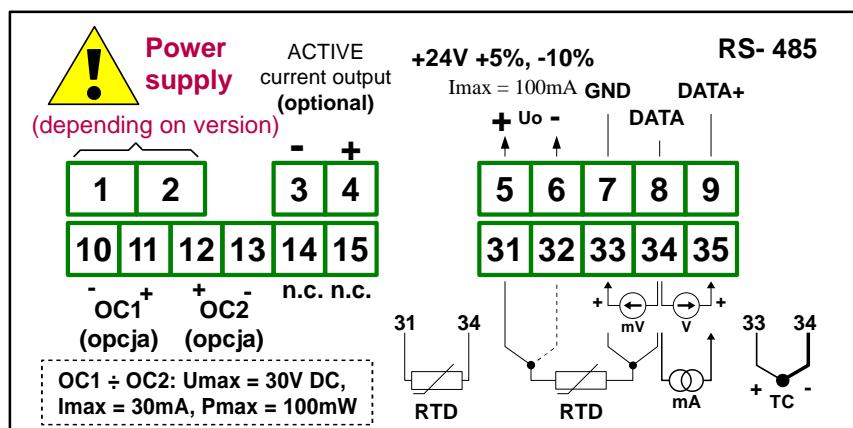 Power
supply
(depending on version)
ACTIVE
current output
(optional)
- +
+24V +5%, -10%
Imax = 100mA
+ Uo -
GND
DATA
DATA+
RS- 485
1 2 3 4 5 6 7 8 9
10 11 12 13 14 15 31 32 33 34 35
- + + - n.c. n.c.
OC1 OC2
(opcja) (opcja)
OC1 ÷ OC2: Umax = 30V DC,
Imax = 30mA, Pmax = 100mW
31 34
RTD
RTD
+ mV
V +
mA
33 34
+ TC -